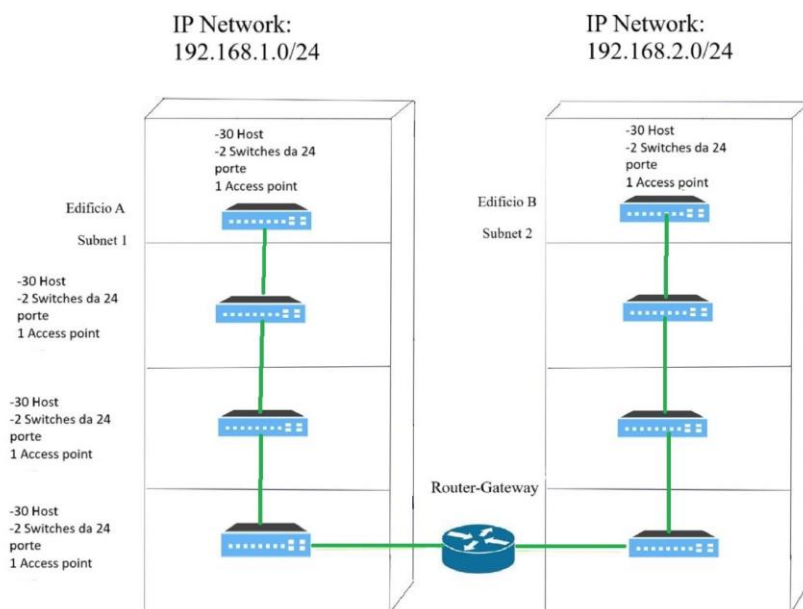 IP Network:
192.168.1.0/24
IP Network:
192.168.2.0/24
-30 Host
-2 Switches da 24
porte
1 Access point
Edificio A
Subnet 1
-30 Host
-2 Switches da 24
porte
1 Access point
Edificio B
Subnet 2
-30 Host
-2 Switches da 24
porte
1 Access point
-30 Host
-2 Switches da 24
porte
1 Access point
Router-Gateway
-30 Host
-2 Switches da 24
porte
1 Access point